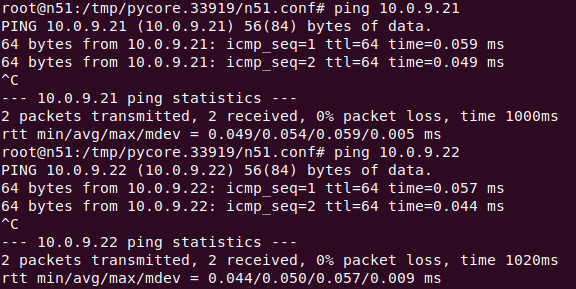 root@n51:/tmp/pycore.33919/n51.conf# ping 10.0.9.21
PING 10.0.9.21 (10.0.9.21) 56(84) bytes of data.
64 bytes from 10.0.9.21: icmp_seq=1 ttl=64 time=0.059 ms
64 bytes from 10.0.9.21: icmp_seq=2 ttl=64 time=0.049 ms
^C
--- 10.0.9.21 ping statistics ---
2 packets transmitted, 2 received, 0% packet loss, time 1000ms
rtt min/avg/max/mdev = 0.049/0.054/0.059/0.005 ms
root@n51:/tmp/pycore.33919/n51.conf# ping 10.0.9.22
PING 10.0.9.22 (10.0.9.22) 56(84) bytes of data.
64 bytes from 10.0.9.22: icmp_seq=1 ttl=64 time=0.057 ms
64 bytes from 10.0.9.22: icmp_seq=2 ttl=64 time=0.044 ms
^C
--- 10.0.9.22 ping statistics ---
2 packets transmitted, 2 received, 0% packet loss, time 1020ms
rtt min/avg/max/mdev = 0.044/0.050/0.057/0.009 ms